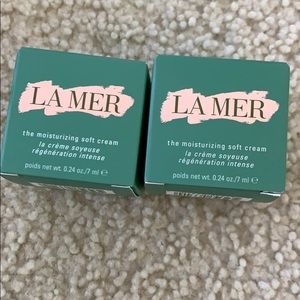 LA MER
the moisturizing soft cream
la crème soyeuse
régénération intense
poids net wt. 0.24 oz./7 ml ℮
LA MER
the moisturizing soft cream
la crème soyeuse
régénération intense
poids net wt. 0.24 oz./7 ml ℮